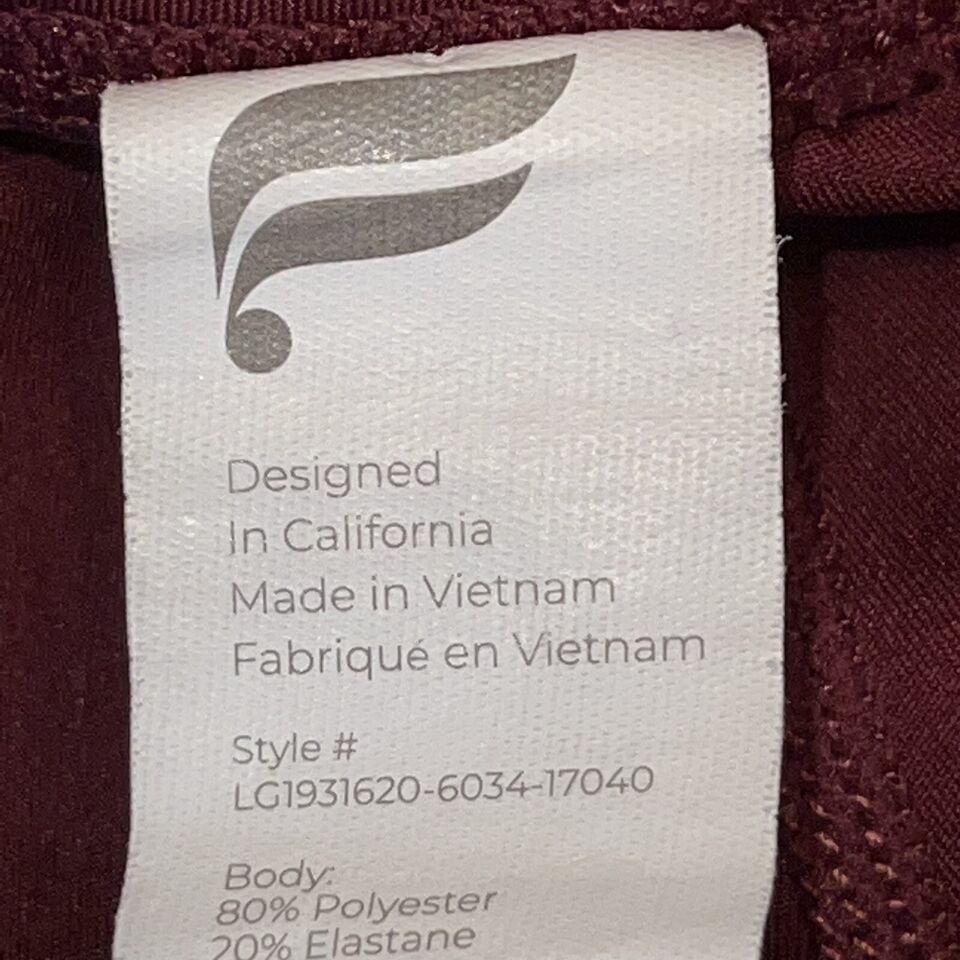 Designed
In California
Made in Vietnam
Fabriqué en Vietnam
Style #
LG1931620-6034-17040
Body:
80% Polyester
20% Elastane